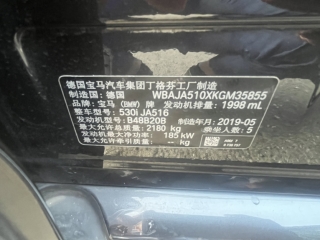 德国宝马汽车集团丁格芬工厂制造
制造国：德国 WBAJA510XKGM35855
品牌：宝马（BMW）牌 发动机排量：1998 mL
整车型号：530i JA516
发动机型号：B48820B
最大允许总质量：2180 kg 制造年月：2019-05
发动机最大净功率：185 kW 乘坐人数：5
最大允许牵引质量：-- kg